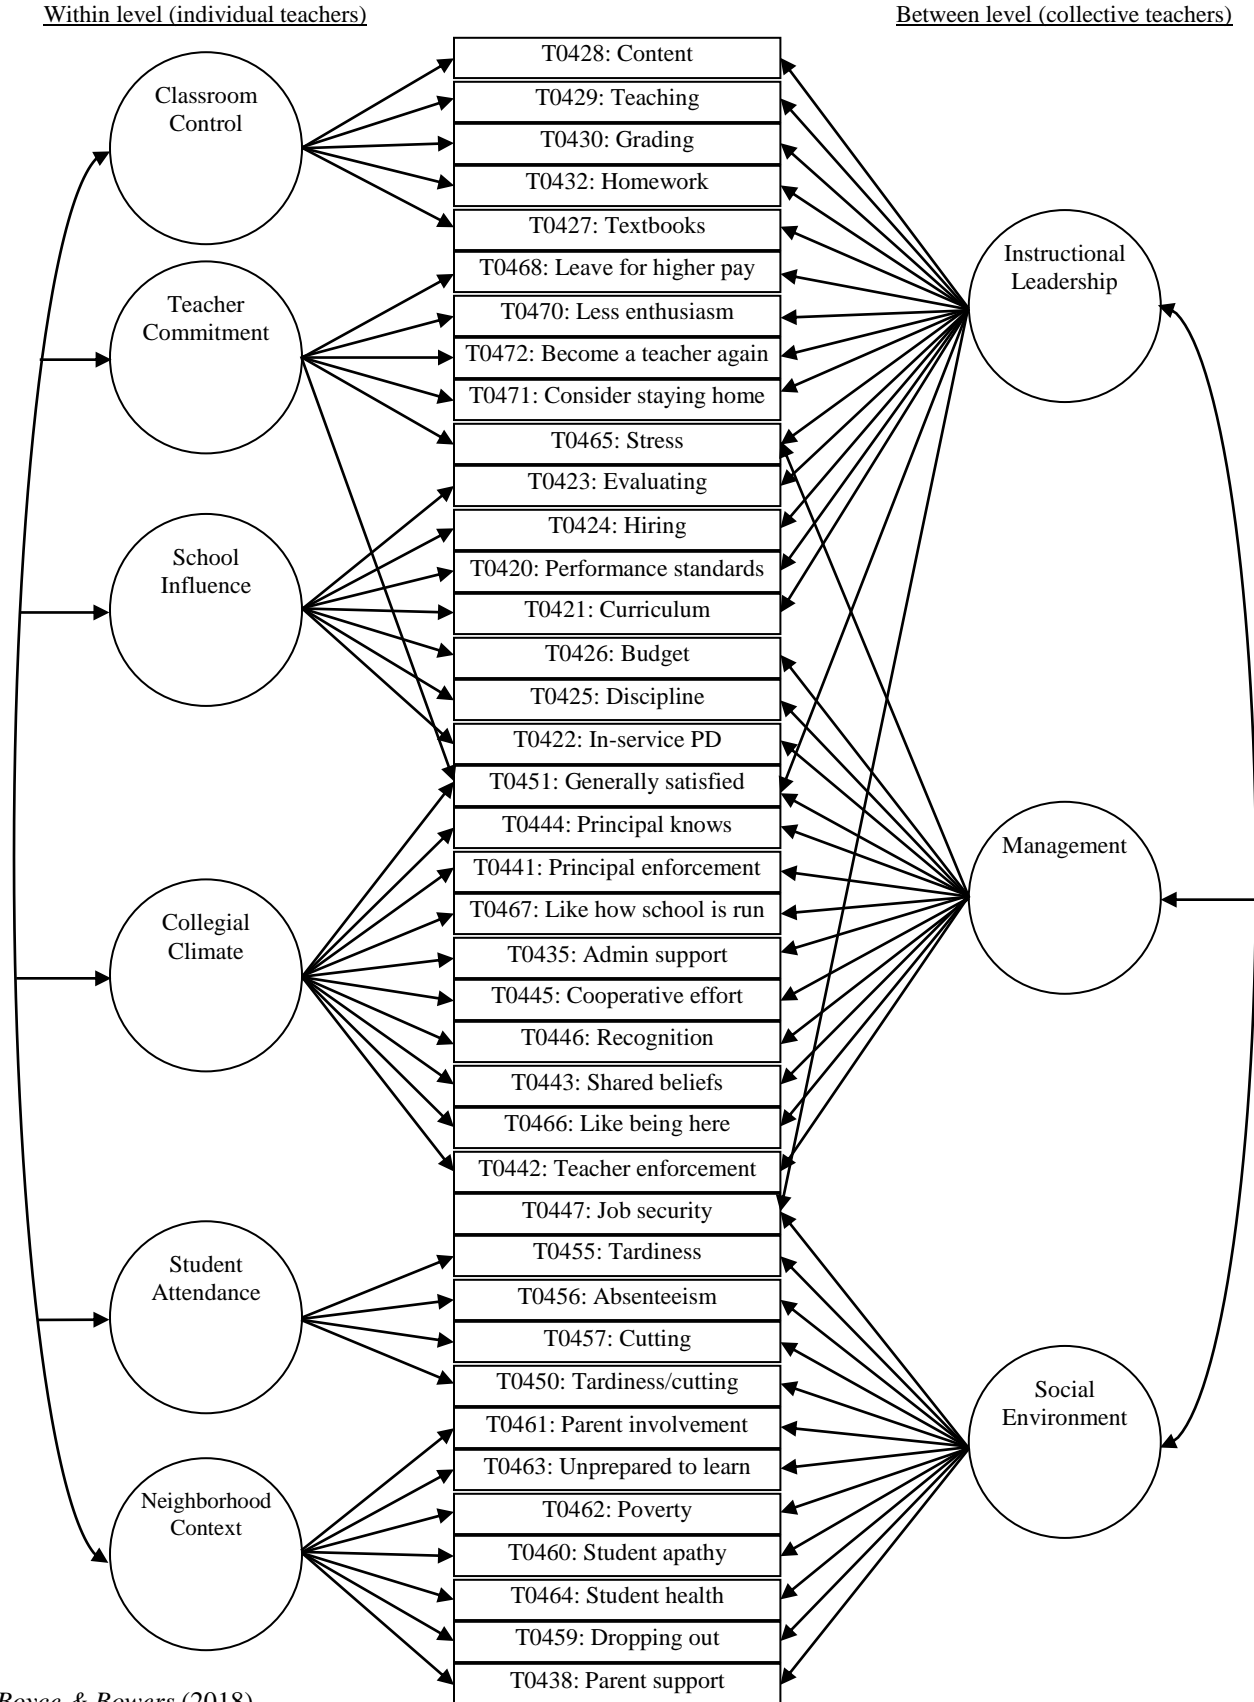 Within level (individual teachers)
Between level (collective teachers)
Classroom
Control
Teacher
Commitment
School
Influence
Collegial
Climate
Student
Attendance
Neighborhood
Context
T0428: Content
T0429: Teaching
T0430: Grading
T0432: Homework
T0427: Textbooks
T0468: Leave for higher pay
T0470: Less enthusiasm
T0472: Become a teacher again
T0471: Consider staying home
T0465: Stress
T0423: Evaluating
T0424: Hiring
T0420: Performance standards
T0421: Curriculum
T0426: Budget
T0425: Discipline
T0422: In-service PD
T0451: Generally satisfied
T0444: Principal knows
T0441: Principal enforcement
T0467: Like how school is run
T0435: Admin support
T0445: Cooperative effort
T0446: Recognition
T0443: Shared beliefs
T0466: Like being here
T0442: Teacher enforcement
T0447: Job security
T0455: Tardiness
T0456: Absenteeism
T0457: Cutting
T0450: Tardiness/cutting
T0461: Parent involvement
T0463: Unprepared to learn
T0462: Poverty
T0460: Student apathy
T0464: Student health
T0459: Dropping out
T0438: Parent support
Instructional
Leadership
Management
Social
Environment
Boyce & Bowers (2018)